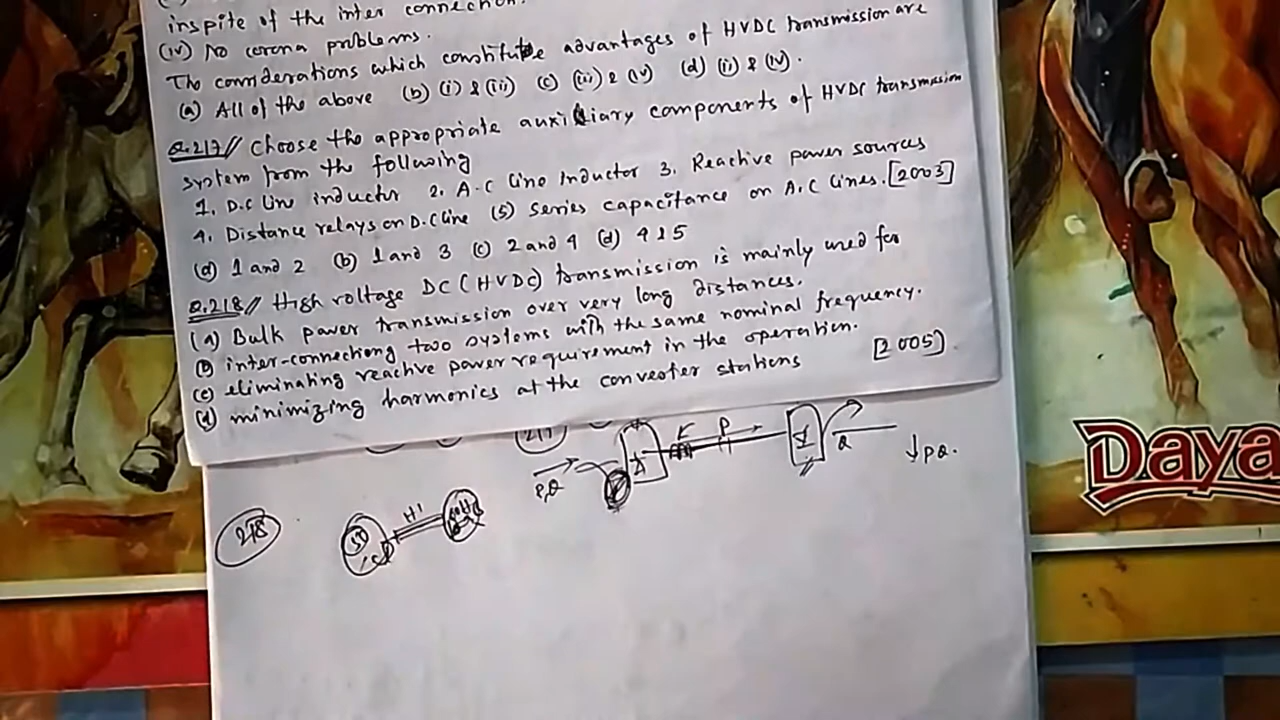 inspite of the inter connection.
(iv) No corona problems.
The considerations which constitute advantages of HVDC transmission are
(a) All of the above (b) (i) & (ii) (c) (iii) & (iv) (d) (ii) & (iv).
Q.217// Choose the appropriate auxiliary components of HVDC transmission
system from the following
1. D.C Line inductor 2. A.C Line Inductor 3. Reactive power sources
4. Distance relays on D.C Line (5) Series capacitance on A.C Lines. [2003]
(a) 1 and 2 (b) 1 and 3 (c) 2 and 4 (d) 4 & 5
Q.218// High voltage DC (HVDC) transmission is mainly used for
(a) Bulk power transmission over very long distances.
(b) inter-connectiong two systems with the same nominal frequency.
(c) eliminating reactive power requirement in the operation.
(d) minimizing harmonics at the converter stations [2005]
217
P
P,Q
Q
↓PQ.
218
50
Daya